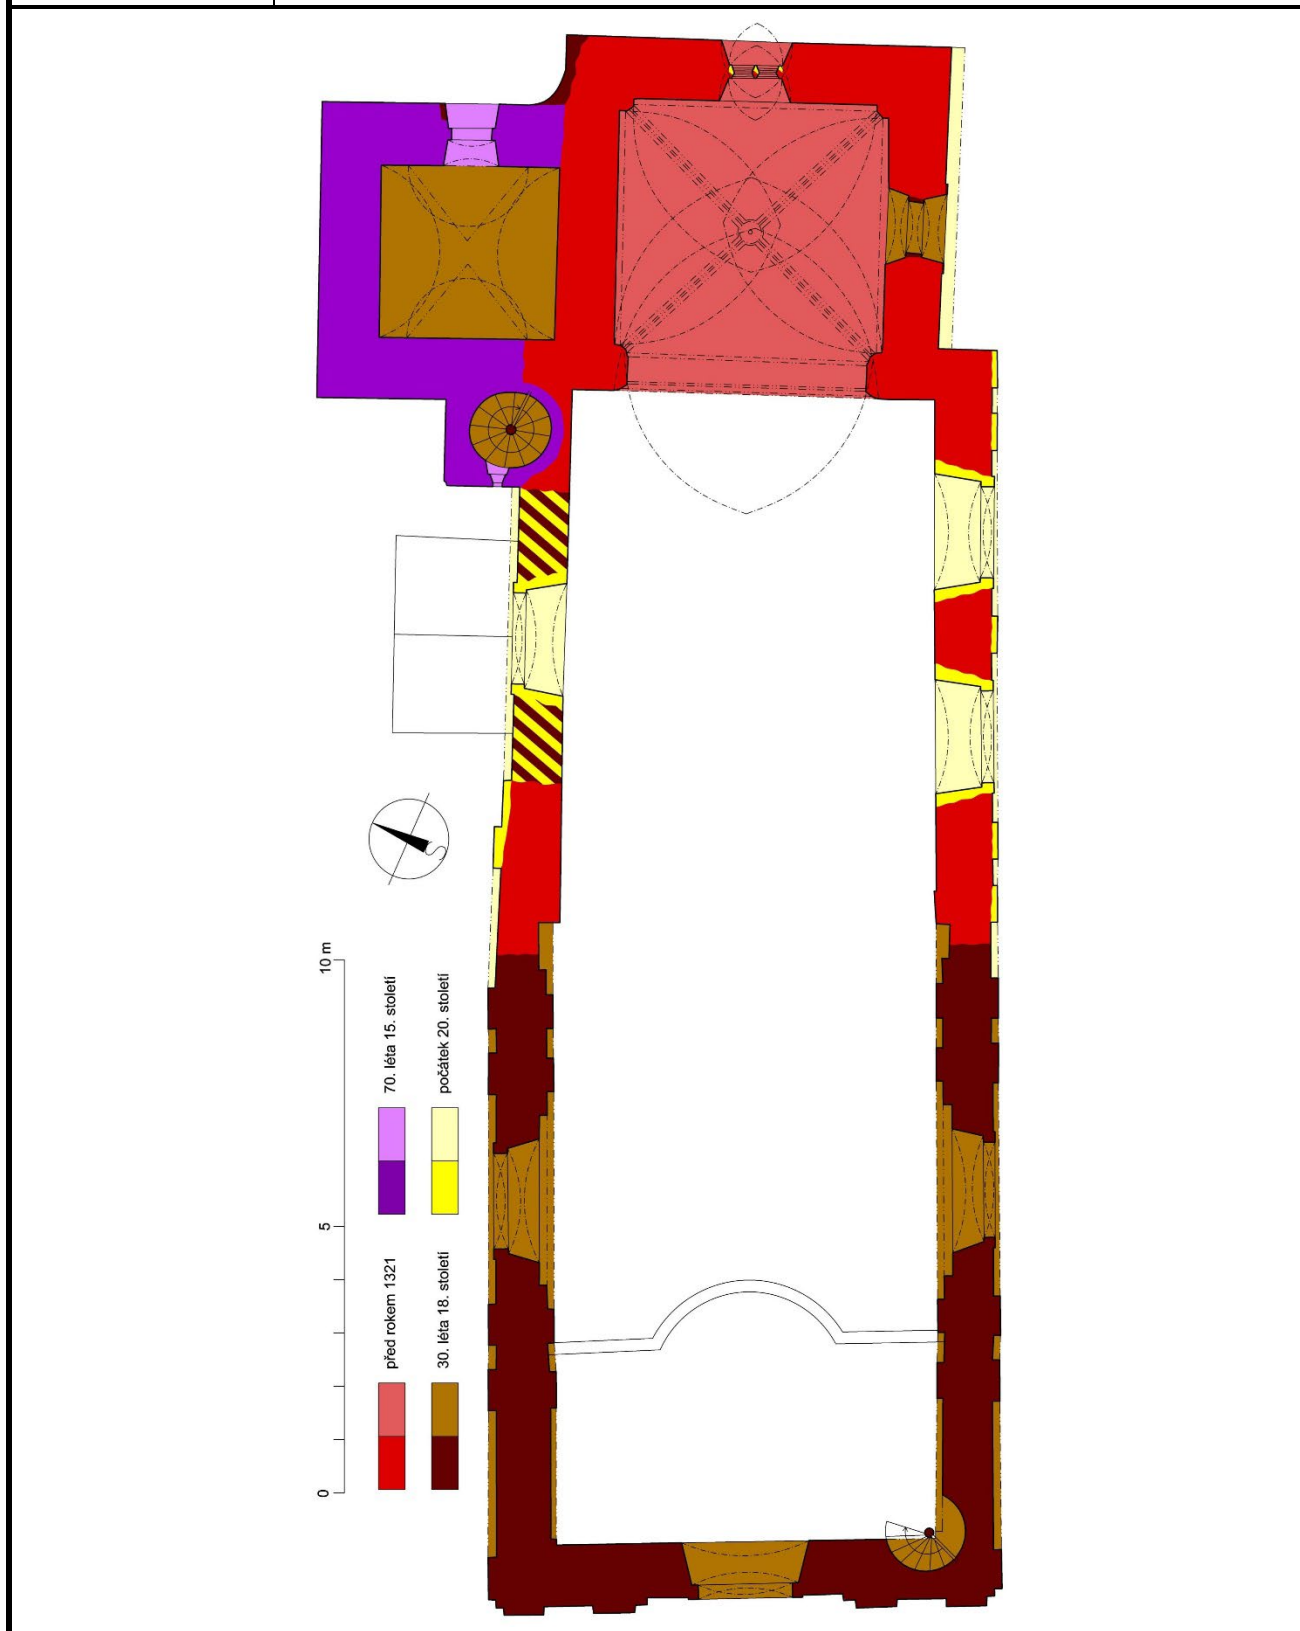 0
5
10 m
před rokem 1321
70. léta 15. století
30. léta 18. století
počátek 20. století
S